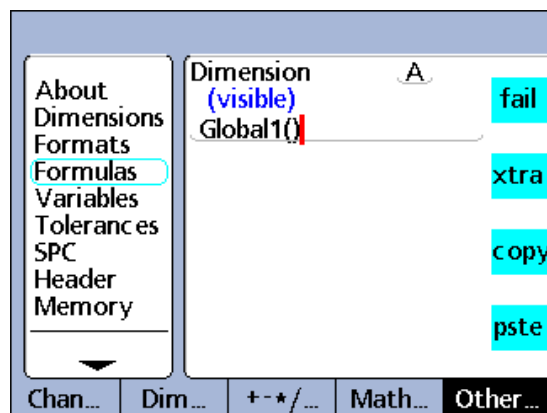 About
Dimensions
Formats
Formulas
Variables
Tolerances
SPC
Header
Memory
Dimension A
(visible)
Global1()
fail
xtra
copy
pste
Chan... Dim ... +-*/... Math... Other...